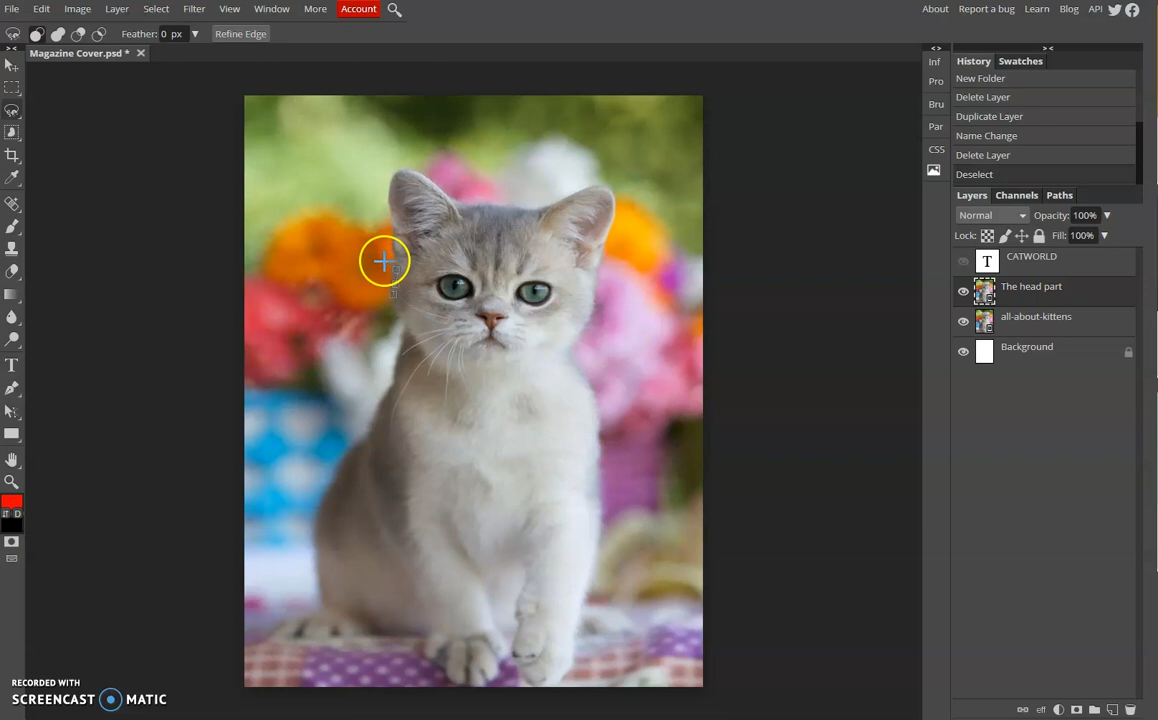 File Edit Image Layer Select Filter View Window More Account About Report a bug Learn Blog API
Feather: 0 px Refine Edge
Magazine Cover.psd *
Inf
Pro
Bru
Par
CSS
History Swatches
New Folder
Delete Layer
Duplicate Layer
Name Change
Delete Layer
Deselect
Layers Channels Paths
Normal Opacity: 100%
Lock: Fill: 100%
T CATWORLD
The head part
all-about-kittens
Background
T
D
eff
RECORDED WITH
SCREENCAST MATIC